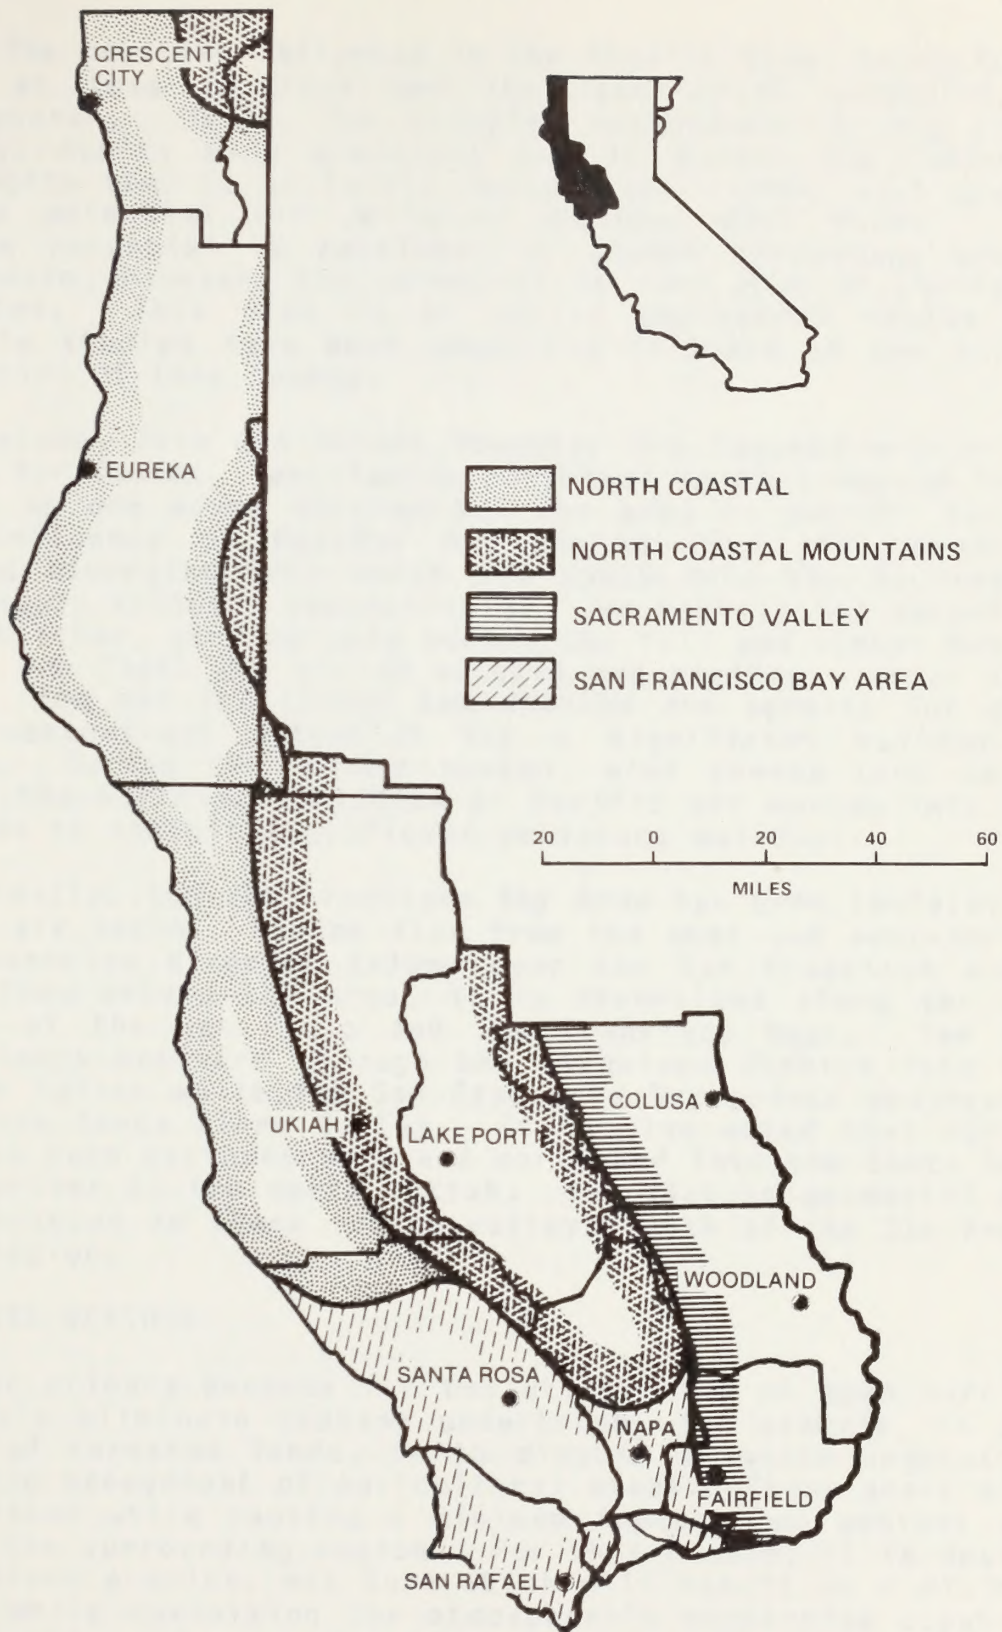 CRESCENT
CITY
EUREKA
NORTH COASTAL
NORTH COASTAL MOUNTAINS
SACRAMENTO VALLEY
SAN FRANCISCO BAY AREA
20 0 20 40 60
MILES
COLUSA
UKIAH
LAKE PORT
WOODLAND
SANTA ROSA
NAPA
FAIRFIELD
SAN RAFAEL